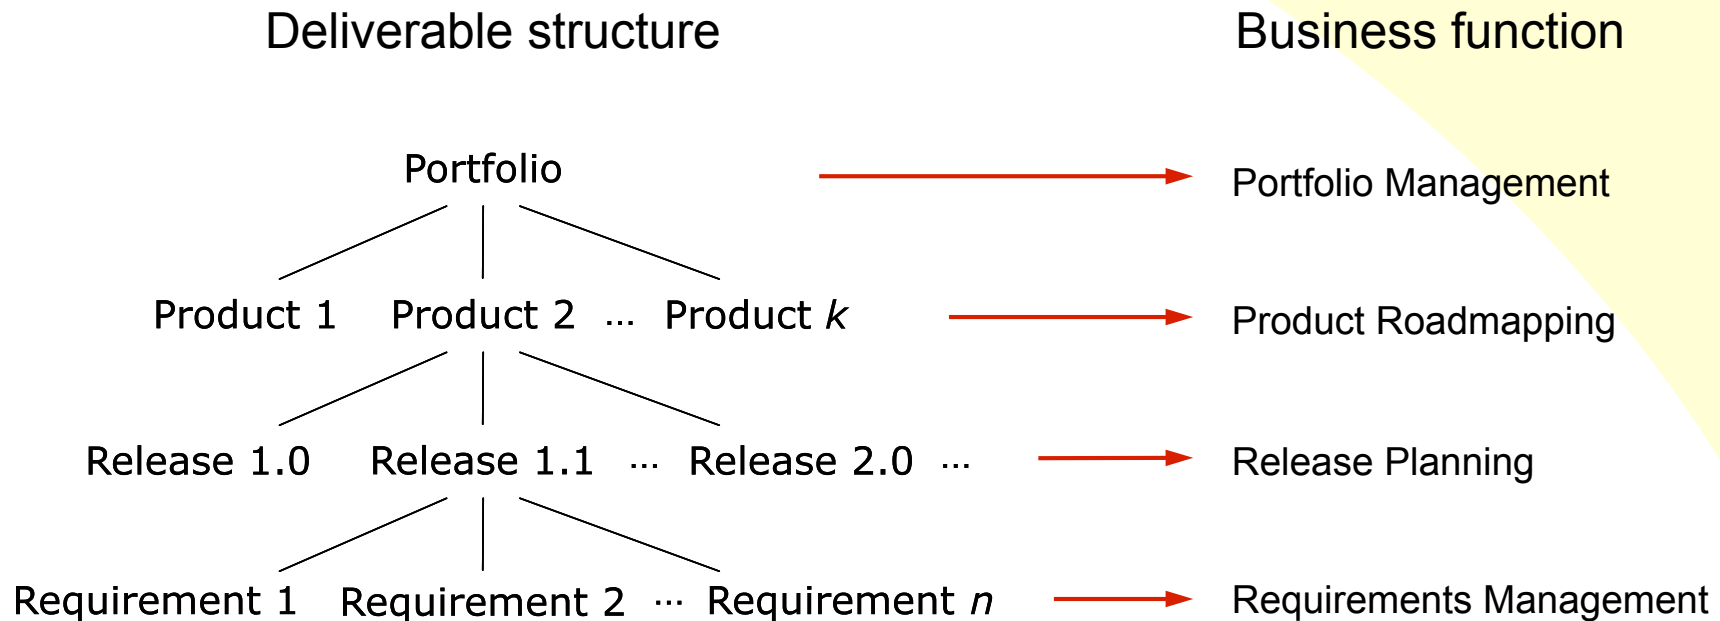 Deliverable structure Business function
Portfolio Portfolio Management
Product 1 Product 2 ... Product k Product Roadmapping
Release 1.0 Release 1.1 ... Release 2.0 ... Release Planning
Requirement 1 Requirement 2 ... Requirement n Requirements Management